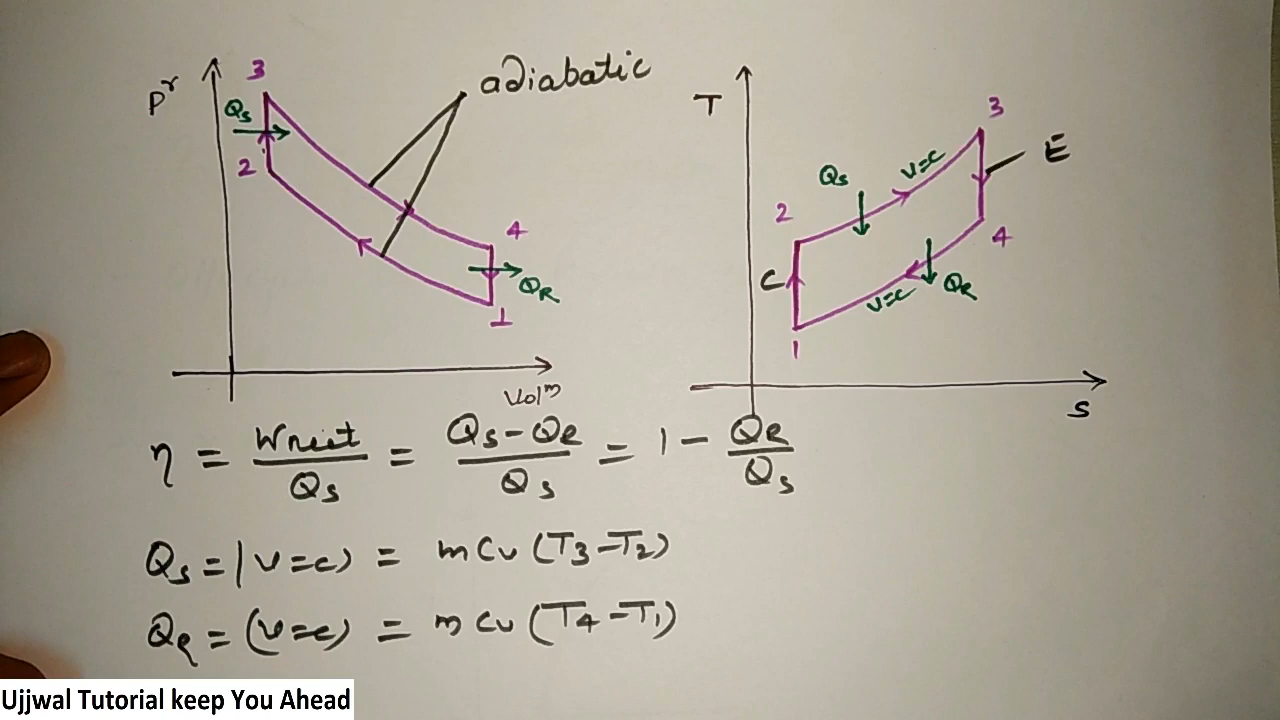 Pʳ
3
Qs
2
adiabatic
4
QR
1
Volᵐ
T
3
E
v=c
Qs
2
4
C
v=c
QR
1
s
η = Wnet/Qs = Qs-QR/Qs = 1 - QR/Qs
Qs = (v=c) = mCv (T3-T2)
QR = (v=c) = mCv (T4-T1)
Ujjwal Tutorial keep You Ahead